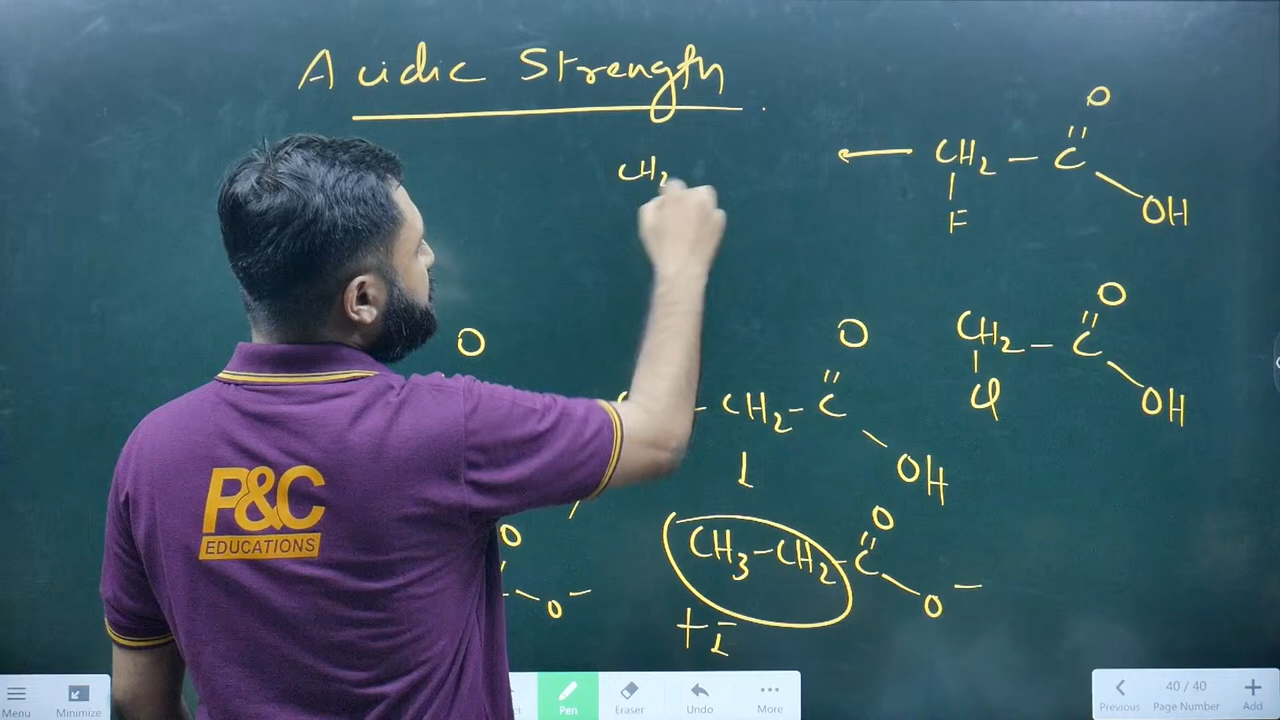 Acidic Strength
CH2
CH2 — C
O
OH
F
O
CH2 — C
O
OH
Cl
- CH2 - C
O
OH
I
CH3 - CH2 - C
O
O —
+I
O
O —
P&C
EDUCATIONS
Menu
Minimize
Pen
Eraser
Undo
More
Previous
40 / 40
Page Number
Add